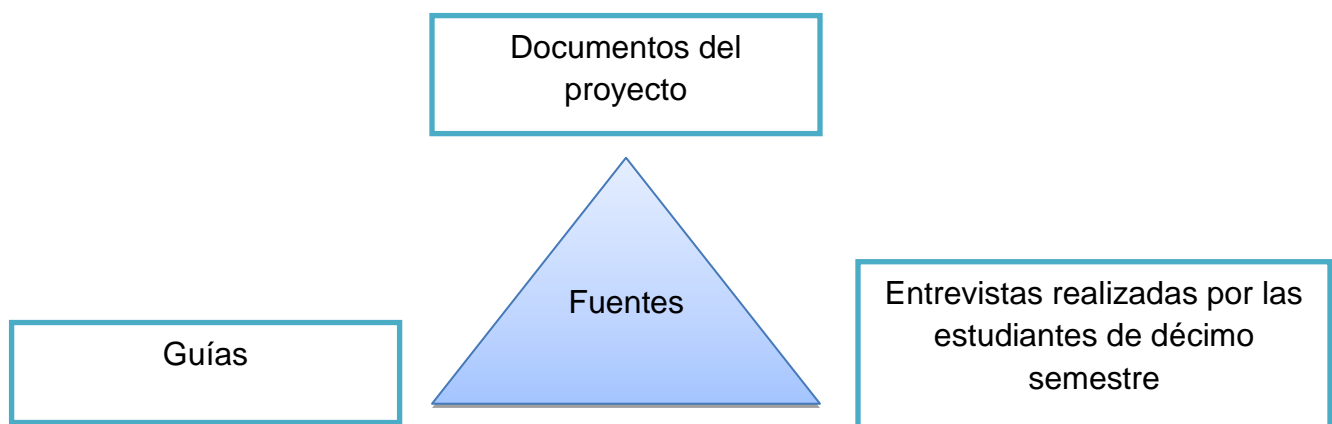 Documentos del
proyecto
Fuentes
Guías
Entrevistas realizadas por las
estudiantes de décimo
semestre